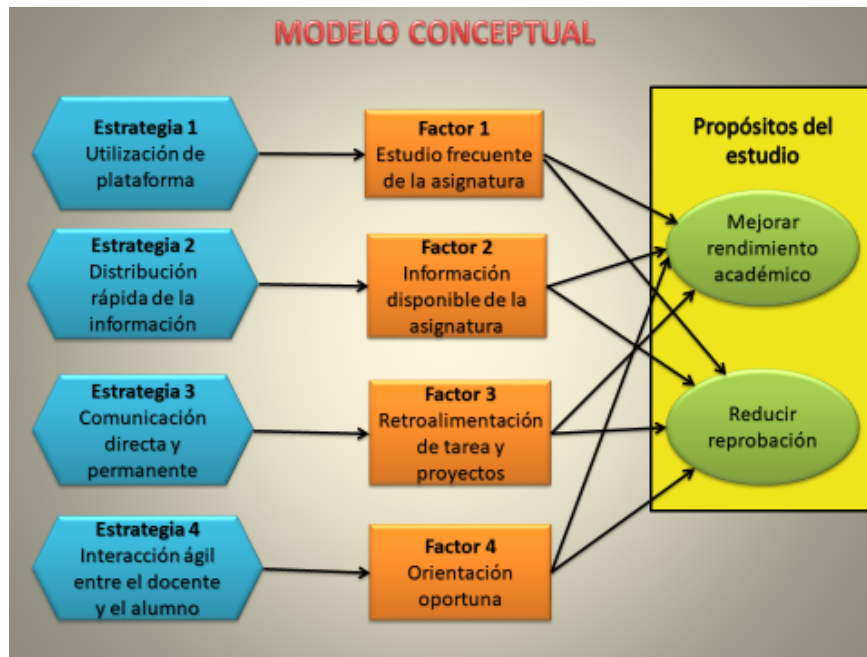 MODELO CONCEPTUAL
Estrategia 1
Utilización de
plataforma
Factor 1
Estudio frecuente
de la asignatura
Propósitos del
estudio
Mejorar
rendimiento
académico
Estrategia 2
Distribución
rápida de la
información
Factor 2
Información
disponible de la
asignatura
Estrategia 3
Comunicación
directa y
permanente
Factor 3
Retroalimentación
de tarea y
proyectos
Reducir
reprobación
Estrategia 4
Interacción ágil
entre el docente
y el alumno
Factor 4
Orientación
oportuna